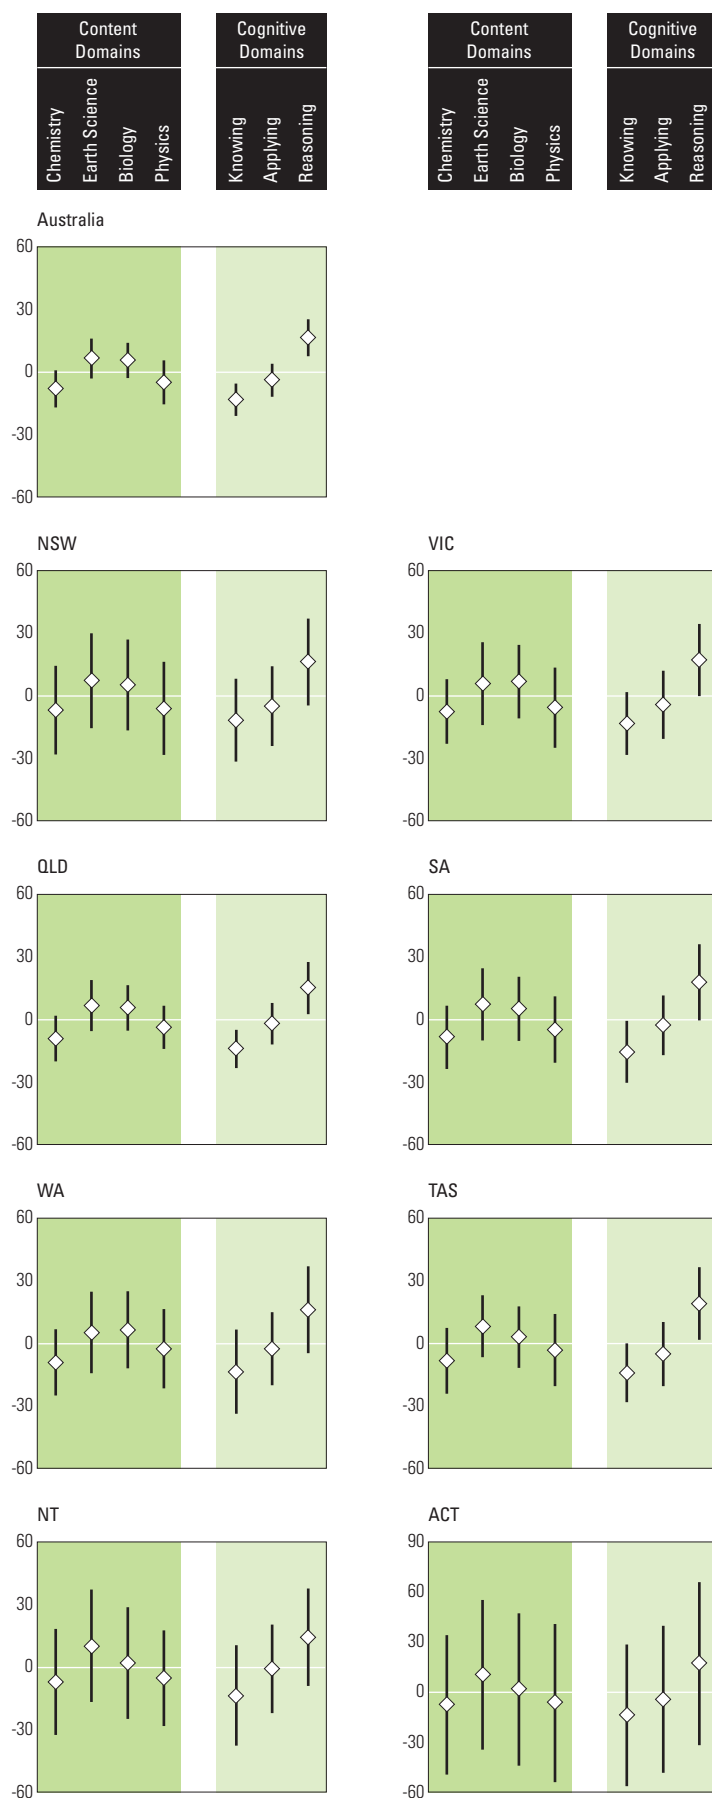 Content
Domains
Cognitive
Domains
Content
Domains
Cognitive
Domains
Chemistry
Earth Science
Biology
Physics
Knowing
Applying
Reasoning
Chemistry
Earth Science
Biology
Physics
Knowing
Applying
Reasoning
Australia
60
30
0
-30
-60
NSW
60
30
0
-30
-60
VIC
60
30
0
-30
-60
QLD
60
30
0
-30
-60
SA
60
30
0
-30
-60
WA
60
30
0
-30
-60
TAS
60
30
0
-30
-60
NT
60
30
0
-30
-60
ACT
90
60
30
0
-30
-60